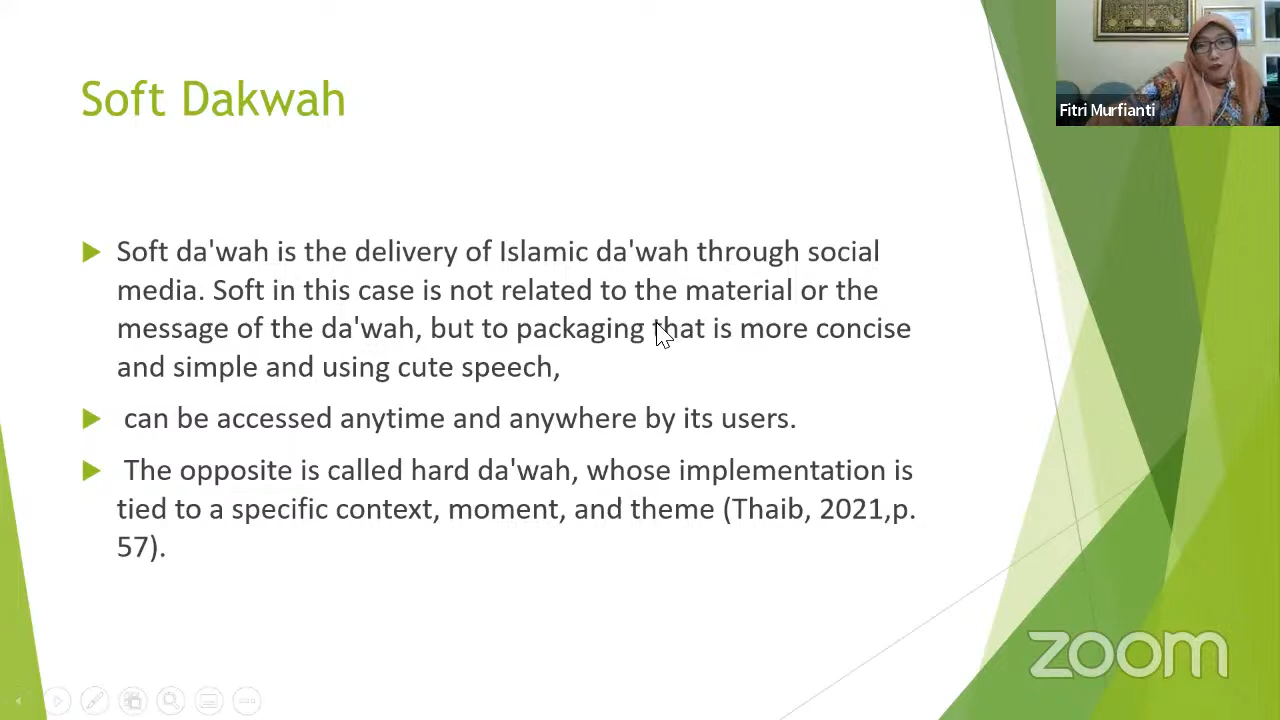 Soft Dakwah
Fitri Murfianti
Soft da'wah is the delivery of Islamic da'wah through social
media. Soft in this case is not related to the material or the
message of the da'wah, but to packaging that is more concise
and simple and using cute speech,
can be accessed anytime and anywhere by its users.
The opposite is called hard da'wah, whose implementation is
tied to a specific context, moment, and theme (Thaib, 2021,p.
57).
zoom